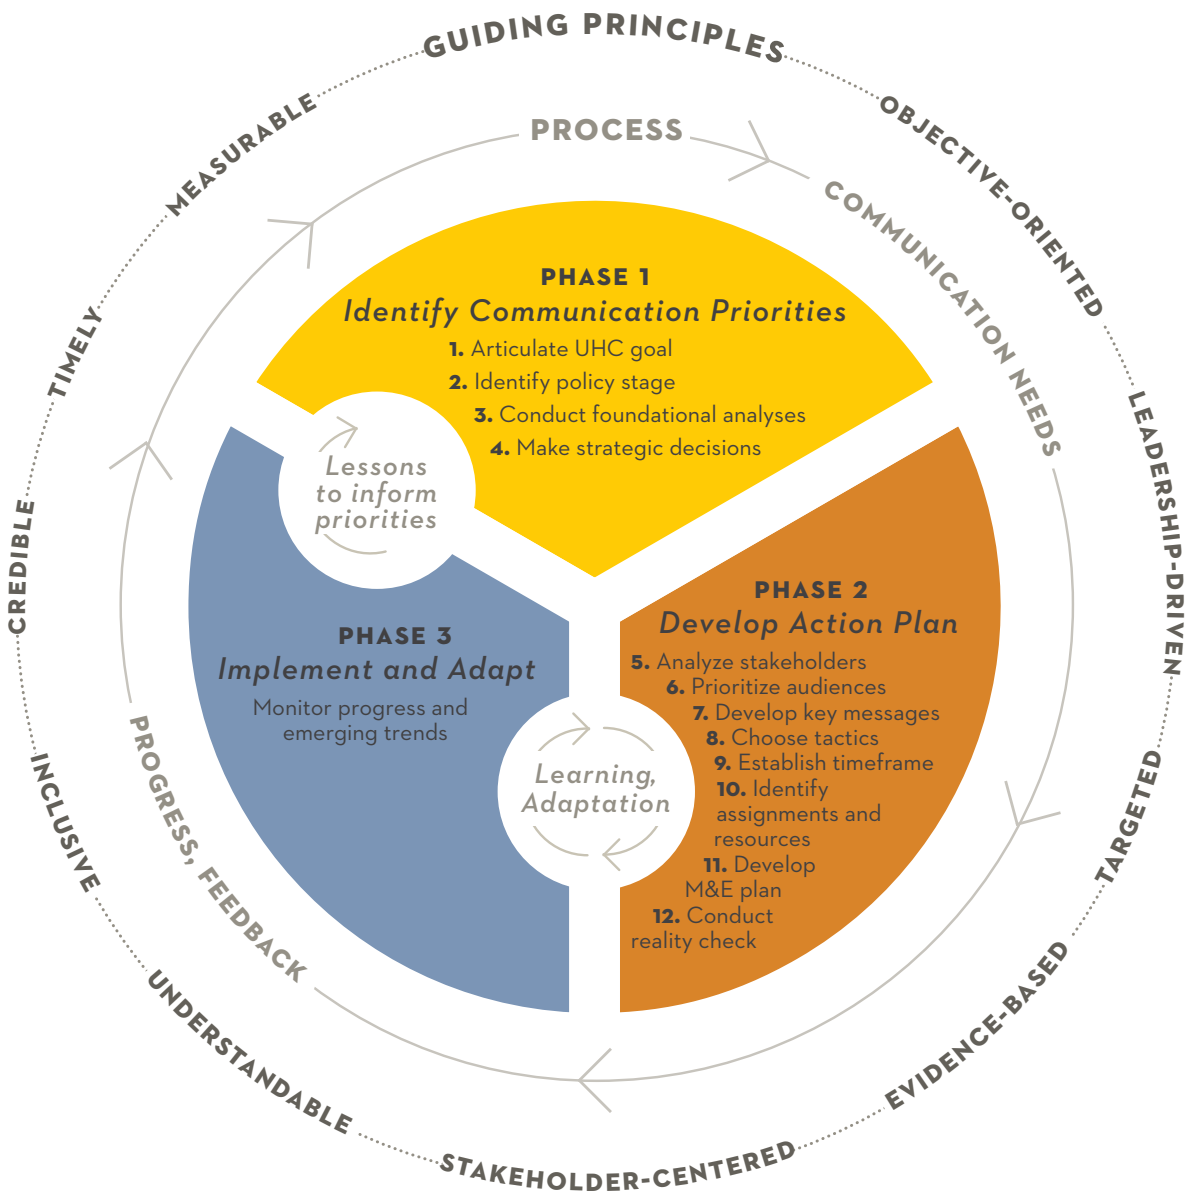 GUIDING PRINCIPLES
OBJECTIVE-ORIENTED
LEADERSHIP-DRIVEN
TARGETED
EVIDENCE-BASED
STAKEHOLDER-CENTERED
UNDERSTANDABLE
INCLUSIVE
CREDIBLE
TIMELY
MEASURABLE
PROCESS
COMMUNICATION NEEDS
PROGRESS, FEEDBACK
PHASE 1
Identify Communication Priorities
1. Articulate UHC goal
2. Identify policy stage
3. Conduct foundational analyses
4. Make strategic decisions
PHASE 2
Develop Action Plan
5. Analyze stakeholders
6. Prioritize audiences
7. Develop key messages
8. Choose tactics
9. Establish timeframe
10. Identify
assignments and
resources
11. Develop
M&E plan
12. Conduct
reality check
Learning,
Adaptation
PHASE 3
Implement and Adapt
Monitor progress and
emerging trends
Lessons
to inform
priorities